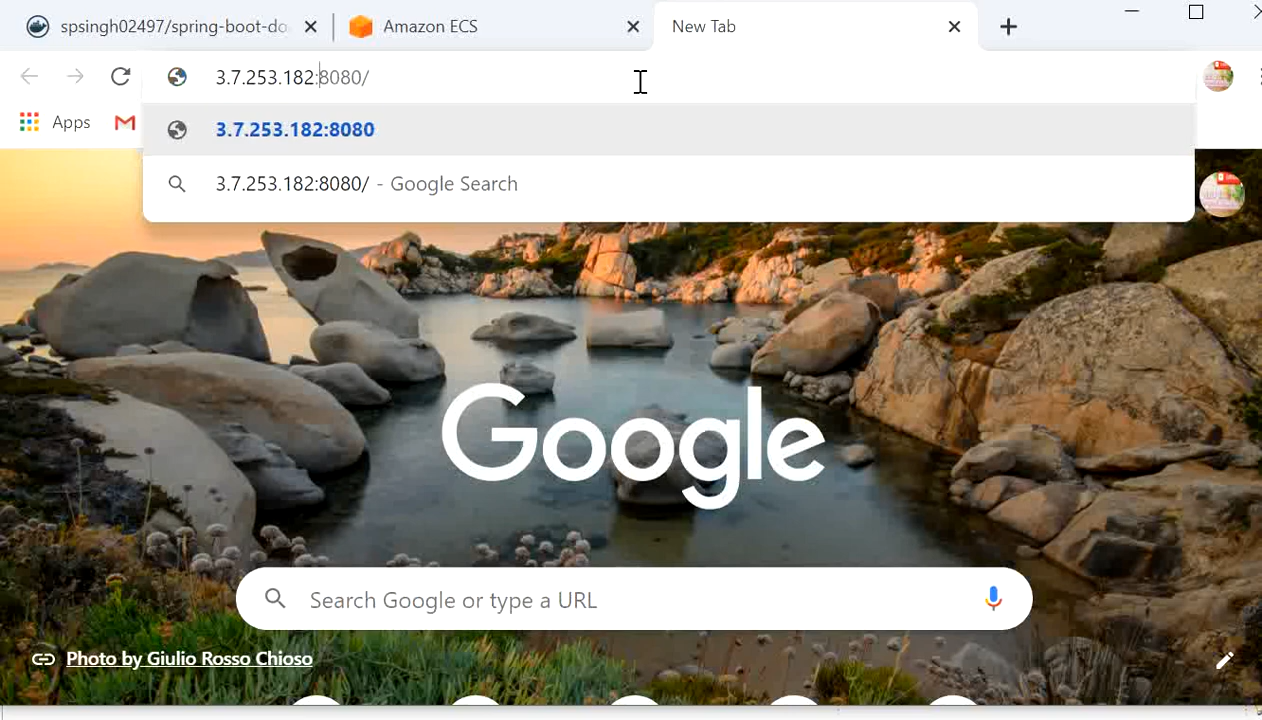 spsingh02497/spring-boot-do
Amazon ECS
New Tab
3.7.253.182:8080/
Apps
3.7.253.182:8080
3.7.253.182:8080/ - Google Search
Google
Search Google or type a URL
Photo by Giulio Rosso Chioso